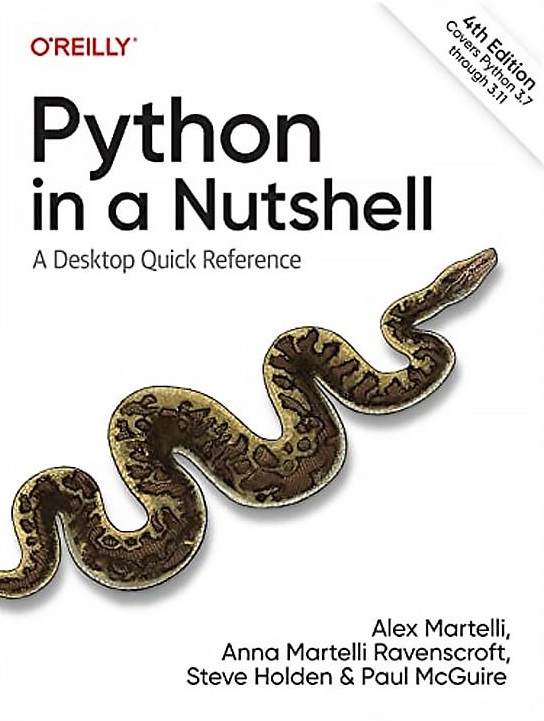 O'REILLY®
4th Edition
Covers Python 3.7
through 3.11
Python
in a Nutshell
A Desktop Quick Reference
Alex Martelli,
Anna Martelli Ravenscroft,
Steve Holden & Paul McGuire